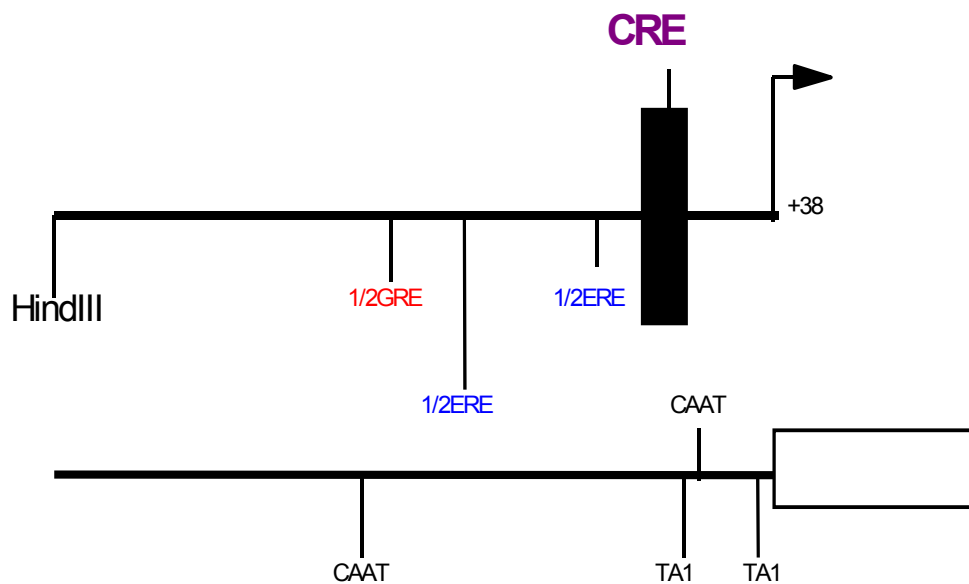 CRE
+38
1/2GRE
1/2ERE
HindIII
1/2ERE
CAAT
CAAT
TA1
TA1